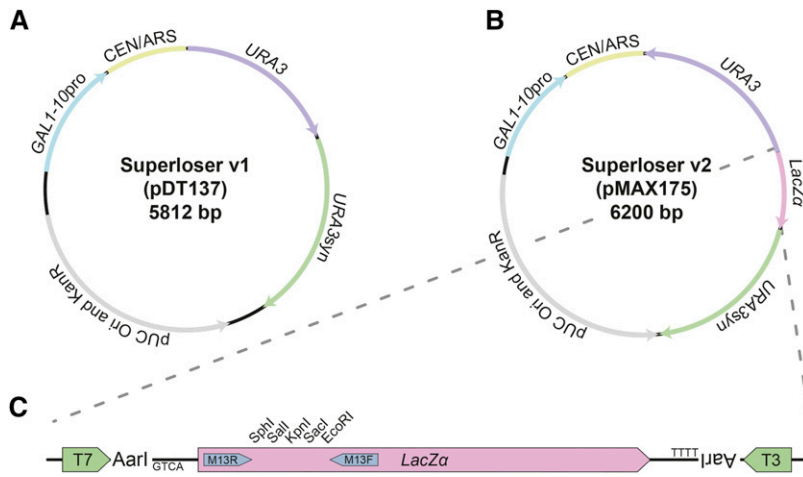 A
CEN/ARS
URA3
GAL1-10pro
Superloser v1
(pDT137)
5812 bp
URA3syn
pUC Ori and KanR
B
CEN/ARS
URA3
GAL1-10pro
LacZα
Superloser v2
(pMAX175)
6200 bp
URA3syn
pUC Ori and KanR
C
SphI
SalI
KpnI
SacI
EcoRI
T7 AarI GTCA M13R M13F LacZα TTTT AarI T3